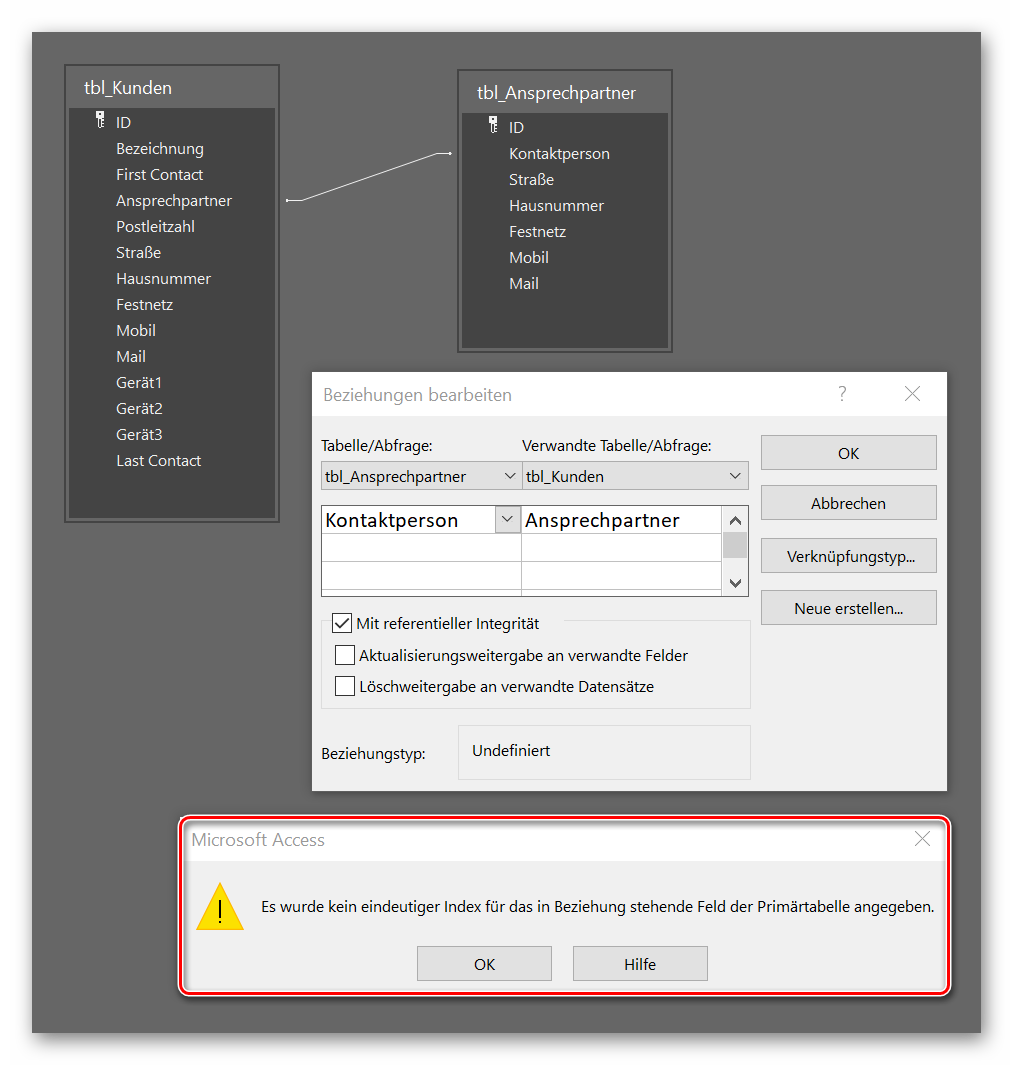 tbl_Kunden
ID
Bezeichnung
First Contact
Ansprechpartner
Postleitzahl
Straße
Hausnummer
Festnetz
Mobil
Mail
Gerät1
Gerät2
Gerät3
Last Contact
tbl_Ansprechpartner
ID
Kontaktperson
Straße
Hausnummer
Festnetz
Mobil
Mail
Beziehungen bearbeiten
?
Tabelle/Abfrage: Verwandte Tabelle/Abfrage:
tbl_Ansprechpartner tbl_Kunden
Kontaktperson Ansprechpartner
Mit referentieller Integrität
Aktualisierungsweitergabe an verwandte Felder
Löschweitergabe an verwandte Datensätze
Beziehungstyp: Undefiniert
OK
Abbrechen
Verknüpfungstyp...
Neue erstellen...
Microsoft Access
Es wurde kein eindeutiger Index für das in Beziehung stehende Feld der Primärtabelle angegeben.
OK Hilfe